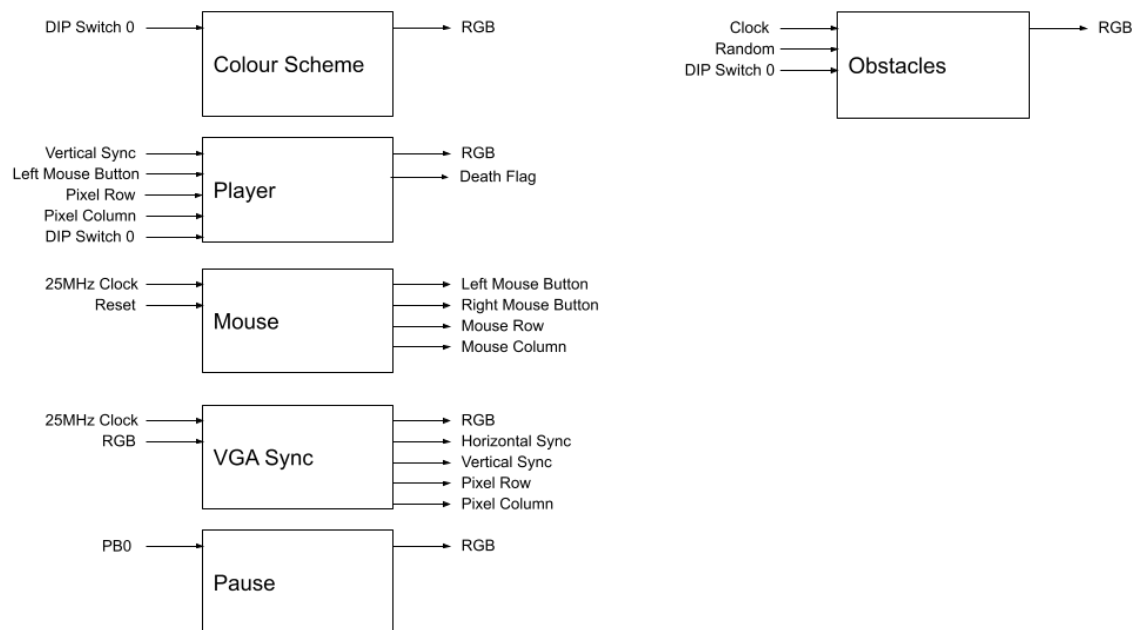 DIP Switch 0
Colour Scheme
RGB
Clock
Random
DIP Switch 0
Obstacles
RGB
Vertical Sync
Left Mouse Button
Pixel Row
Pixel Column
DIP Switch 0
Player
RGB
Death Flag
25MHz Clock
Reset
Mouse
Left Mouse Button
Right Mouse Button
Mouse Row
Mouse Column
25MHz Clock
RGB
VGA Sync
RGB
Horizontal Sync
Vertical Sync
Pixel Row
Pixel Column
PB0
Pause
RGB